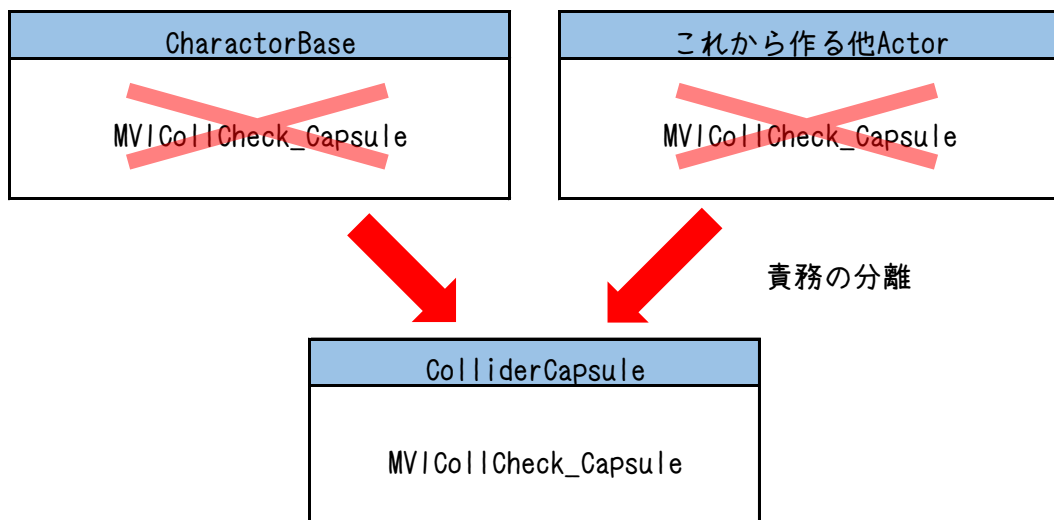 CharactorBase
これから作る他Actor
MV1CollCheck_Capsule
MV1CollCheck_Capsule
責務の分離
ColliderCapsule
MV1CollCheck_Capsule